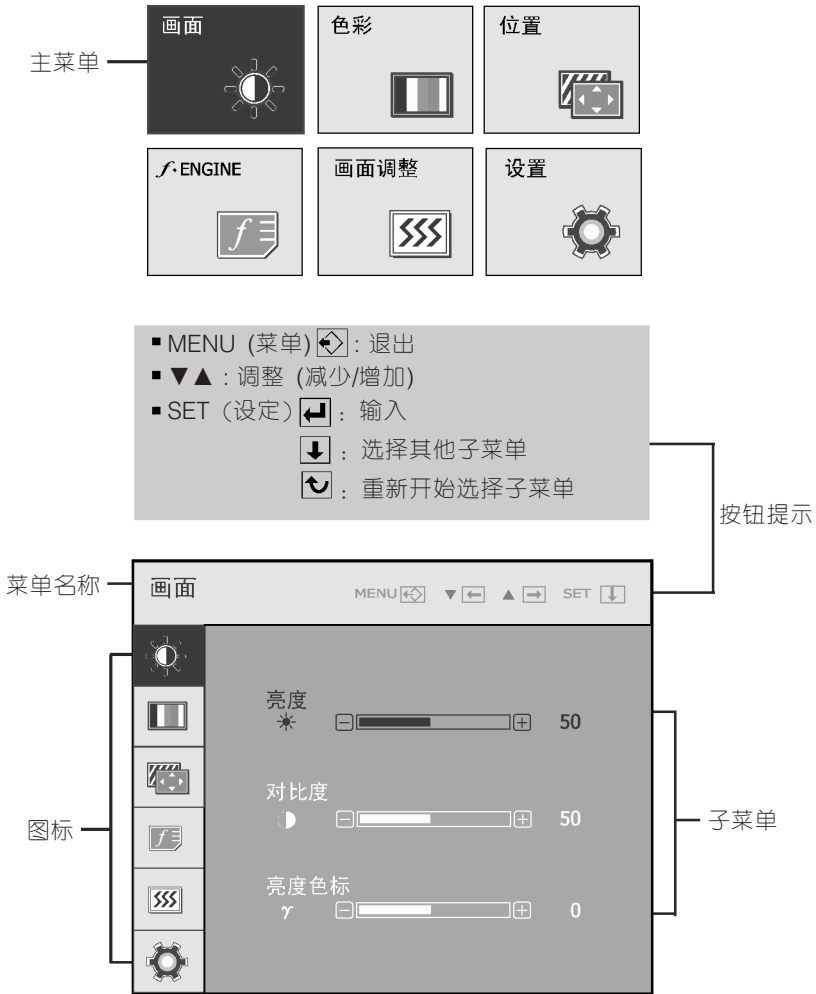 画面
色彩
位置
主菜单
f·ENGINE
画面调整
设置
■ MENU (菜单) : 退出
■ ▼▲ : 调整 (减少/增加)
■ SET (设定) : 输入
: 选择其他子菜单
: 重新开始选择子菜单
按钮提示
菜单名称
画面
MENU ▼ ▲ SET
亮度
50
对比度
50
图标
子菜单
亮度色标
γ 0